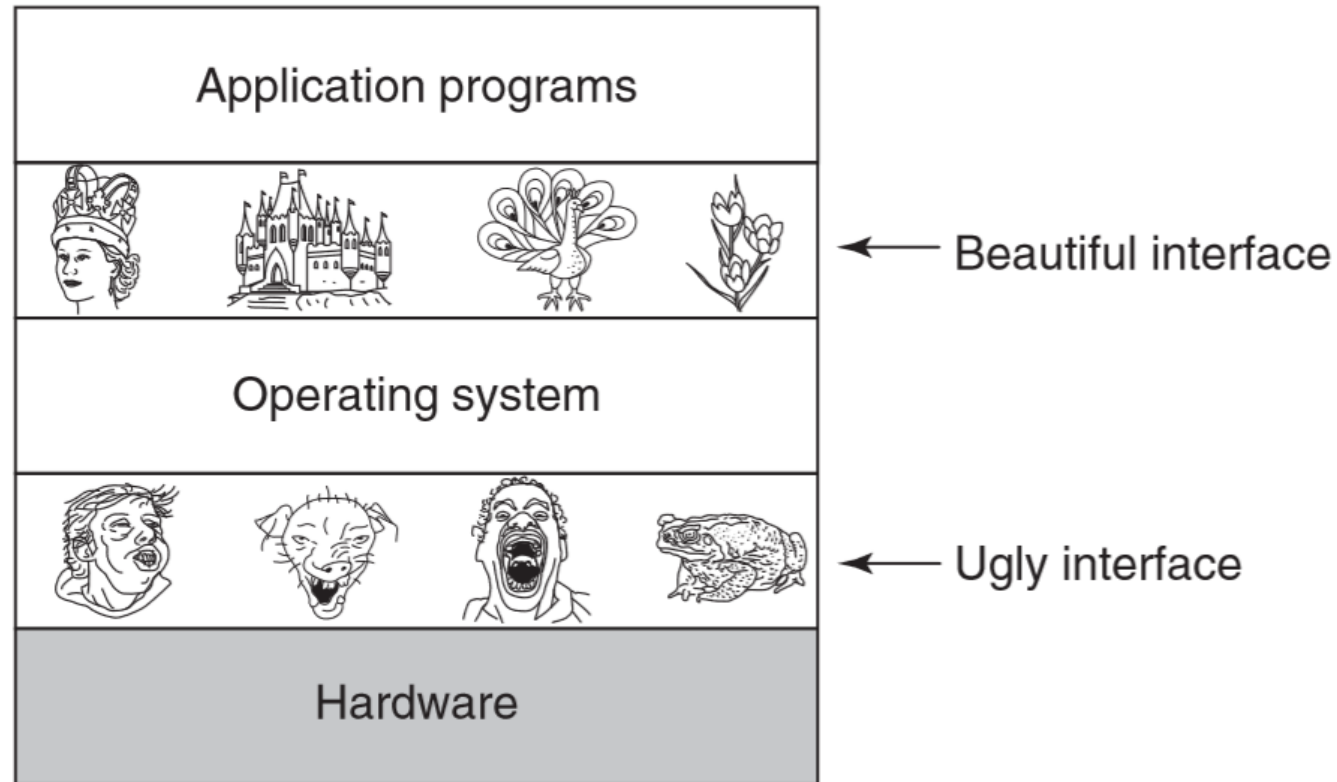 Application programs
Beautiful interface
Operating system
Ugly interface
Hardware